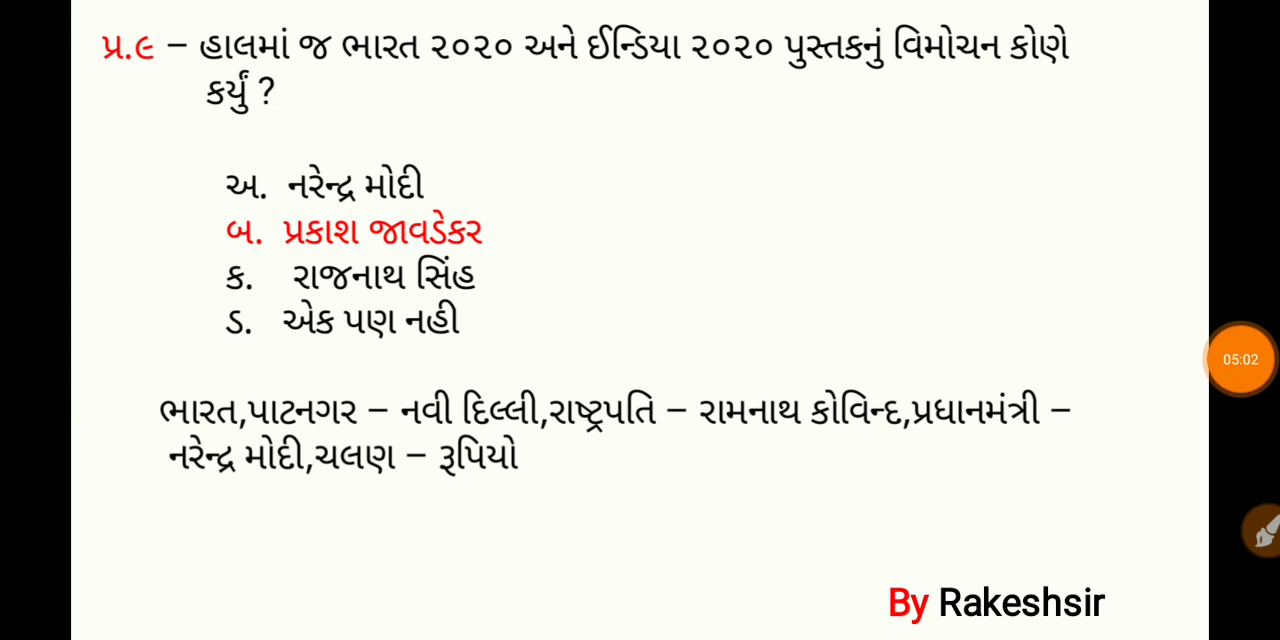 પ્ર.૯ – હાલમાં જ ભારત ૨૦૨૦ અને ઈન્ડિયા ૨૦૨૦ પુસ્તકનું વિમોચન કોણે
કર્યું ?
અ. નરેન્દ્ર મોદી
બ. પ્રકાશ જાવડેકર
ક. રાજનાથ સિંહ
ડ. એક પણ નહી
ભારત,પાટનગર – નવી દિલ્લી,રાષ્ટ્રપતિ – રામનાથ કોવિન્દ,પ્રધાનમંત્રી –
નરેન્દ્ર મોદી,ચલણ – રૂપિયો
05:02
By Rakeshsir